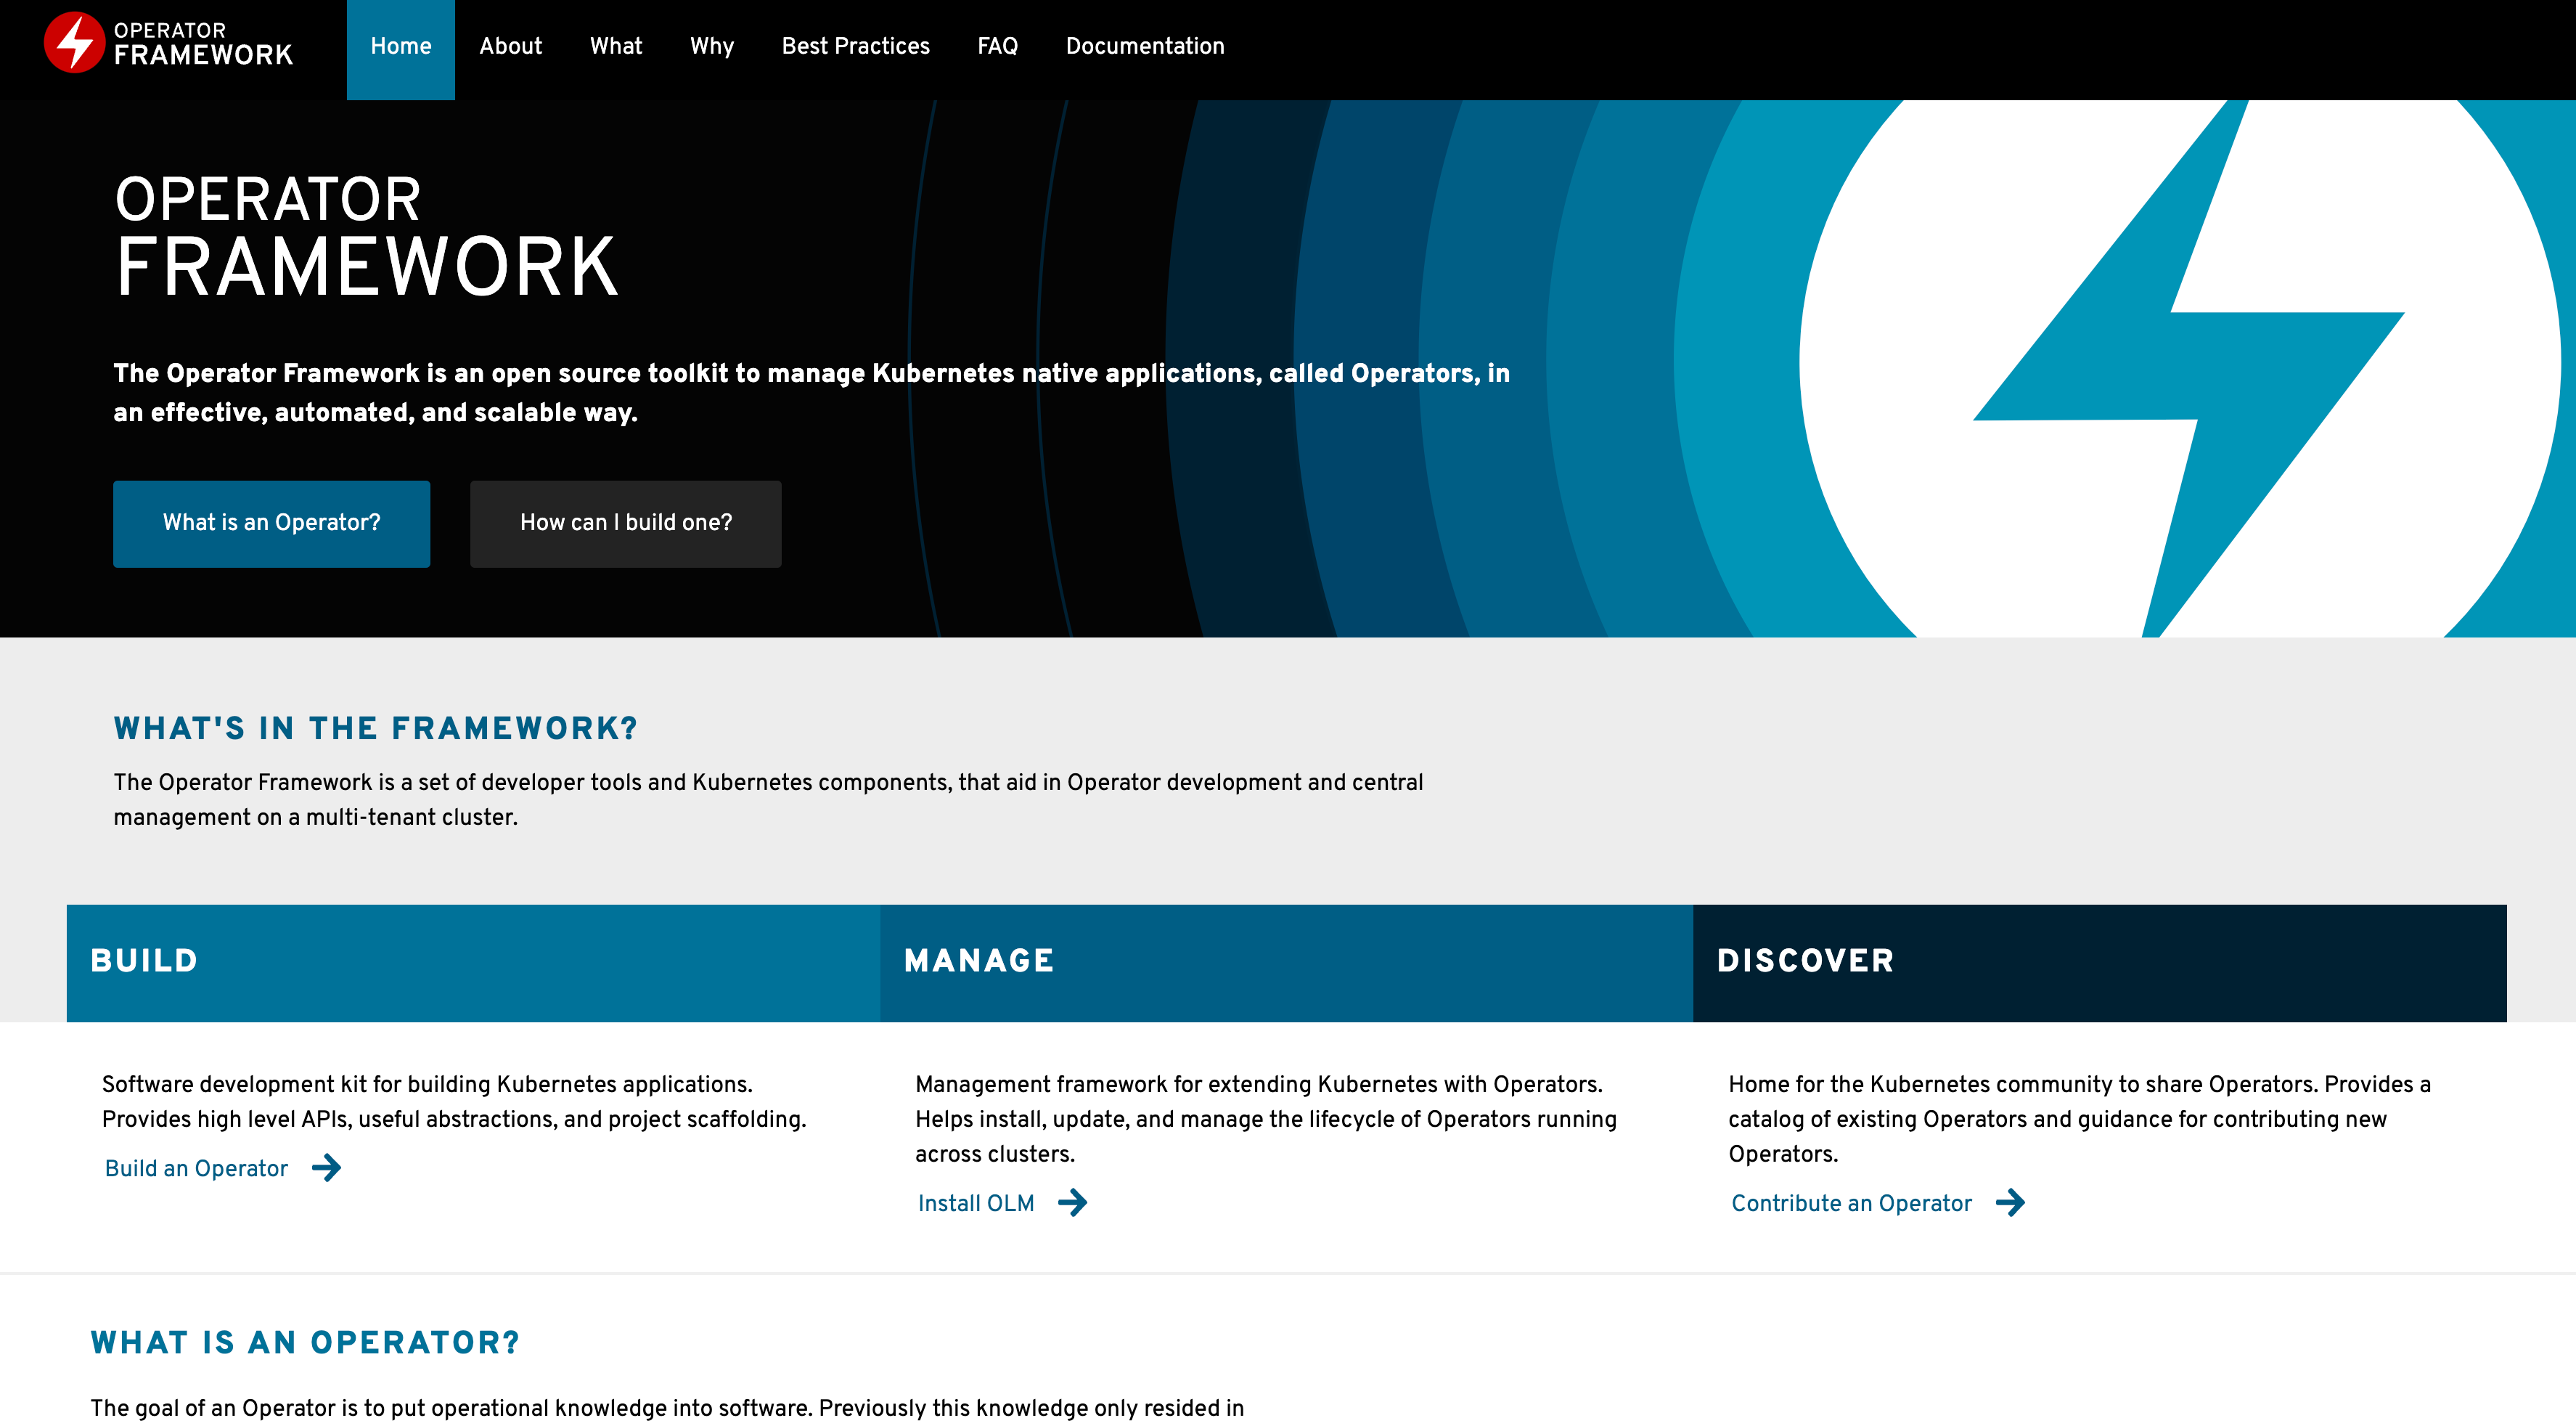 OPERATOR
FRAMEWORK
Home About What Why Best Practices FAQ Documentation
OPERATOR
FRAMEWORK
The Operator Framework is an open source toolkit to manage Kubernetes native applications, called Operators, in
an effective, automated, and scalable way.
What is an Operator? How can I build one?
WHAT'S IN THE FRAMEWORK?
The Operator Framework is a set of developer tools and Kubernetes components, that aid in Operator development and central
management on a multi-tenant cluster.
BUILD
Software development kit for building Kubernetes applications.
Provides high level APIs, useful abstractions, and project scaffolding.
Build an Operator
MANAGE
Management framework for extending Kubernetes with Operators.
Helps install, update, and manage the lifecycle of Operators running
across clusters.
Install OLM
DISCOVER
Home for the Kubernetes community to share Operators. Provides a
catalog of existing Operators and guidance for contributing new
Operators.
Contribute an Operator
WHAT IS AN OPERATOR?
The goal of an Operator is to put operational knowledge into software. Previously this knowledge only resided in